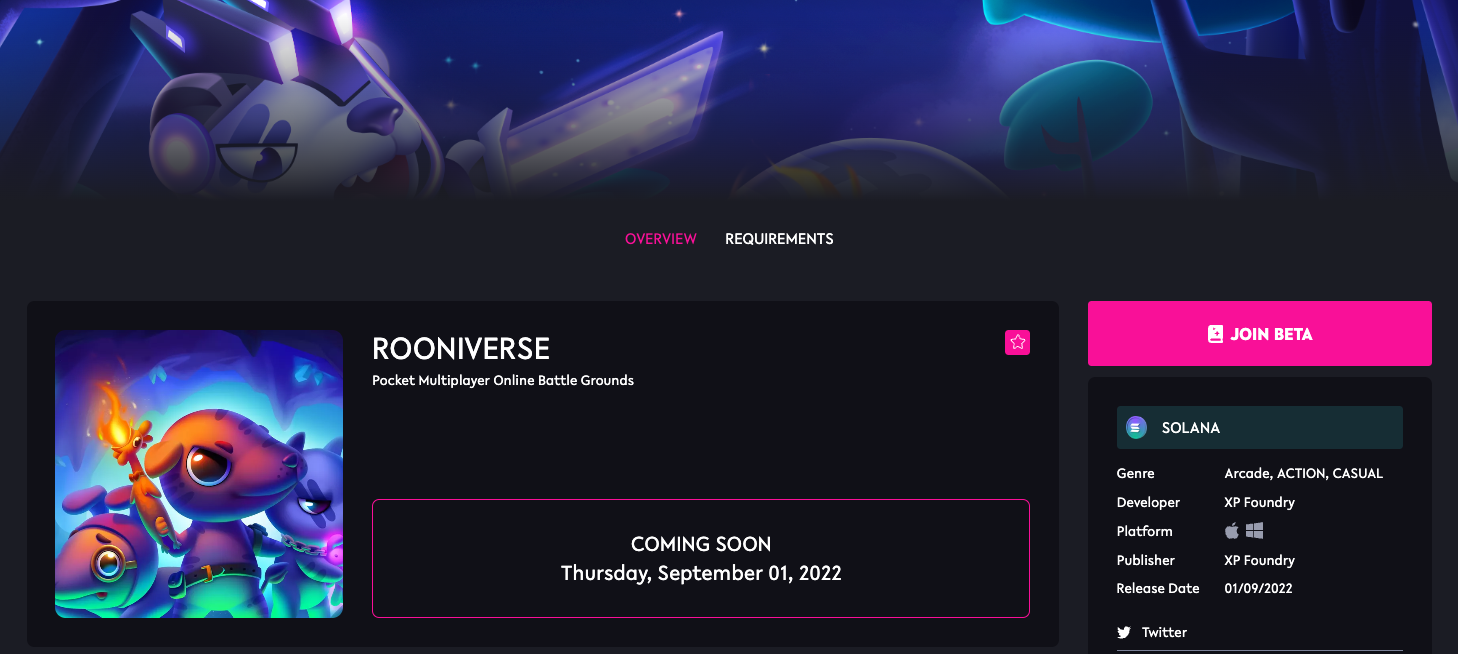 OVERVIEW
REQUIREMENTS
ROONIVERSE
Pocket Multiplayer Online Battle Grounds
COMING SOON
Thursday, September 01, 2022
JOIN BETA
SOLANA
Genre Arcade, ACTION, CASUAL
Developer XP Foundry
Platform
Publisher XP Foundry
Release Date 01/09/2022
Twitter